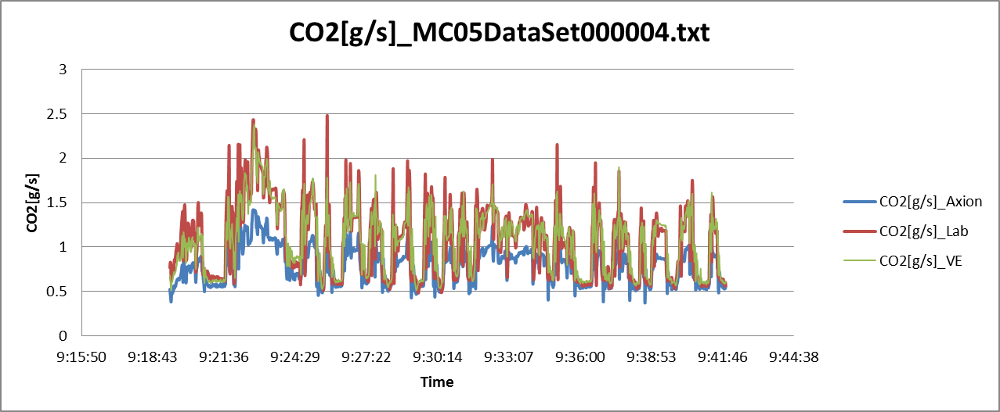 CO2[g/s]_MC05DataSet000004.txt
3
2.5
2
1.5
1
0.5
0
CO2[g/s]
9:15:50 9:18:43 9:21:36 9:24:29 9:27:22 9:30:14 9:33:07 9:36:00 9:38:53 9:41:46 9:44:38
Time
CO2[g/s]_Axion
CO2[g/s]_Lab
CO2[g/s]_VE